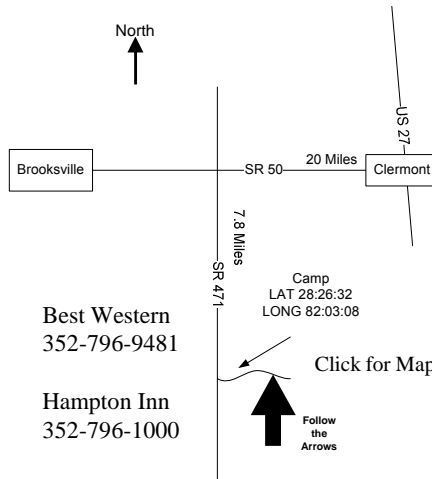 North
US 27
Brooksville
SR 50
20 Miles
Clermont
7.8 Miles
SR 471
Camp
LAT 28:26:32
LONG 82:03:08
Best Western
352-796-9481
Click for Map
Hampton Inn
352-796-1000
Follow
the
Arrows